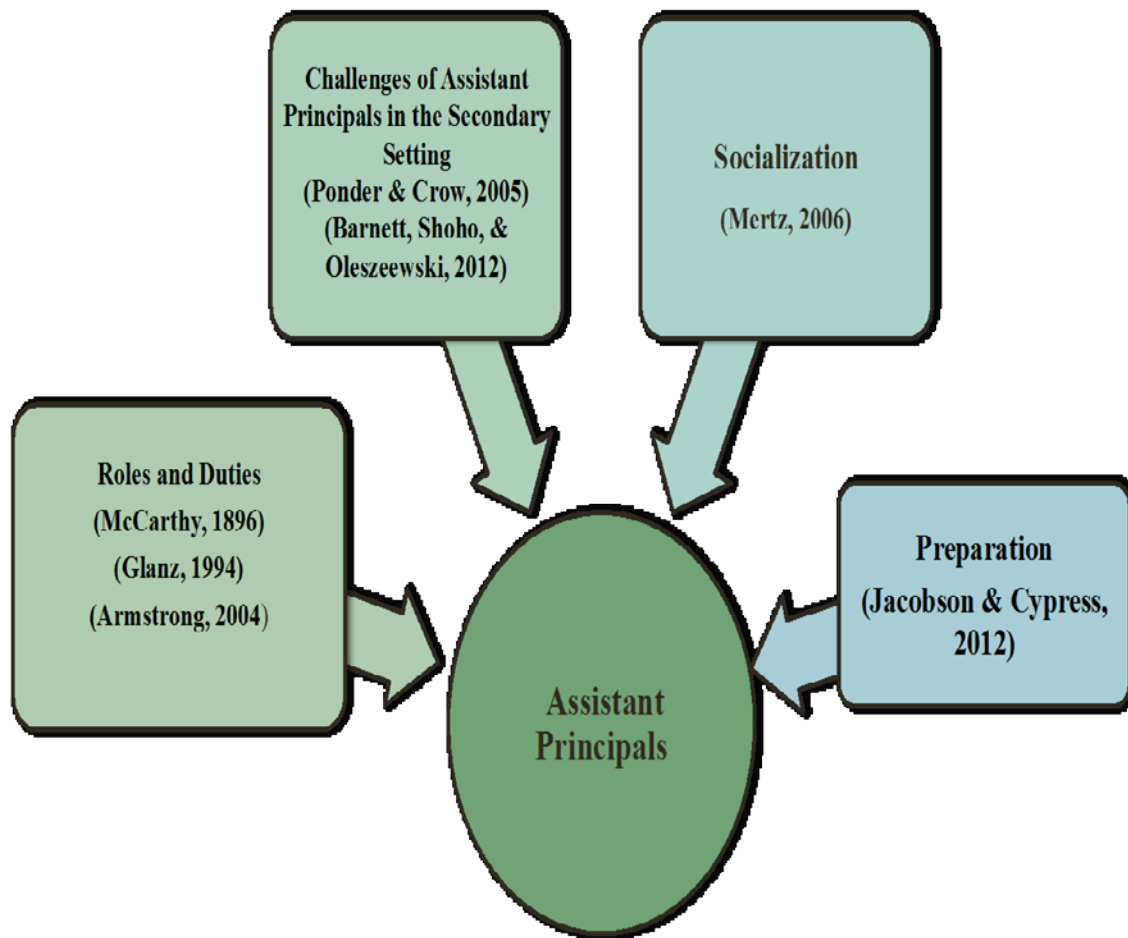 Challenges of Assistant
Principals in the Secondary
Setting
(Ponder & Crow, 2005)
(Barnett, Shoho, &
Oleszeewski, 2012)
Socialization
(Mertz, 2006)
Roles and Duties
(McCarthy, 1896)
(Glanz, 1994)
(Armstrong, 2004)
Preparation
(Jacobson & Cypress,
2012)
Assistant
Principals